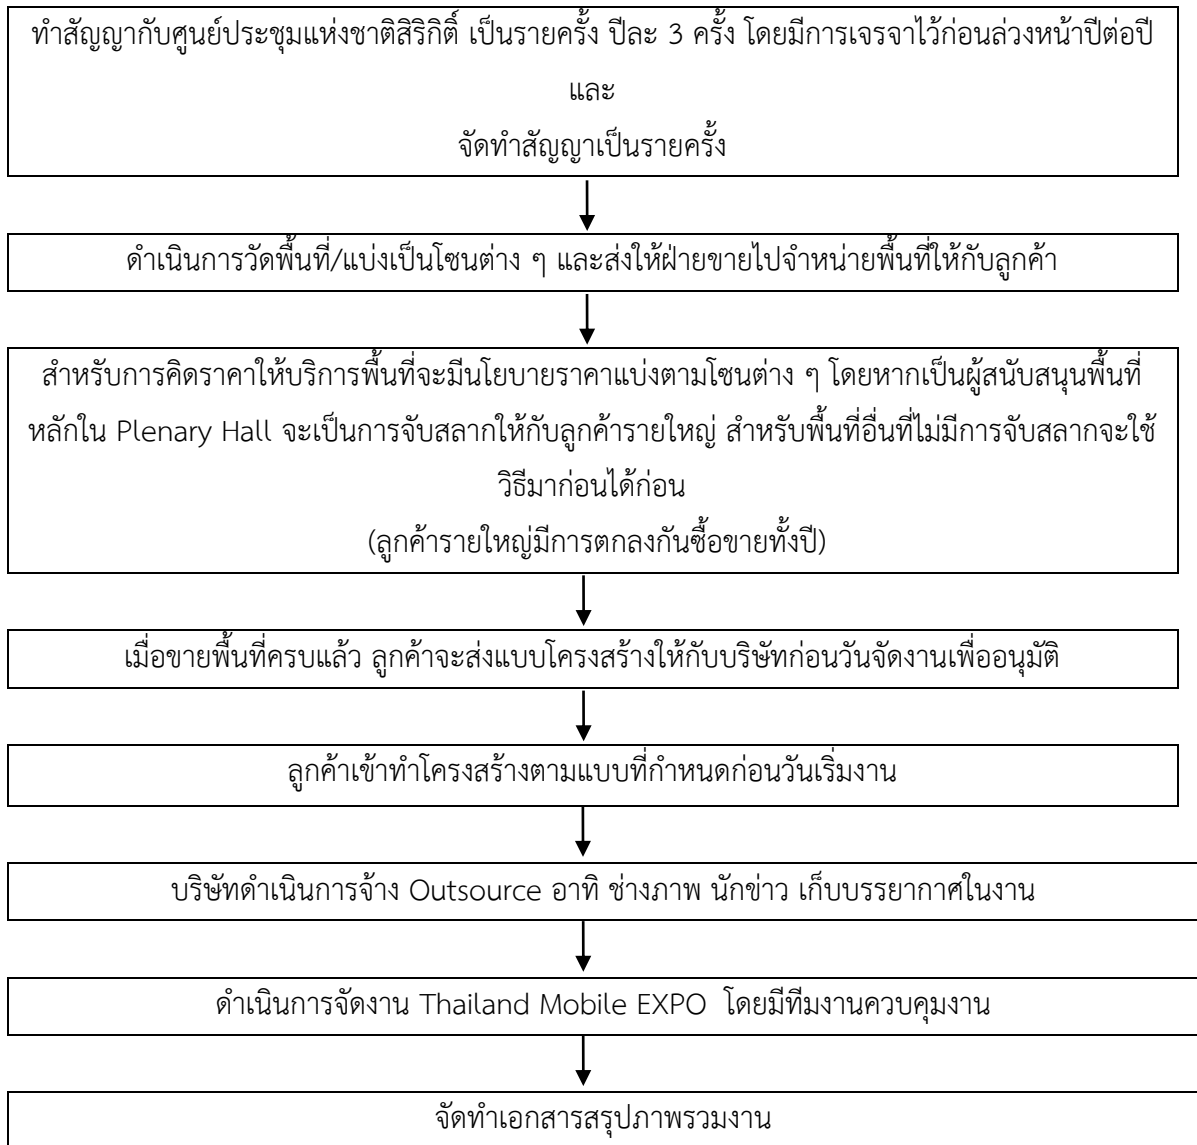 ทำสัญญากับศูนย์ประชุมแห่งชาติสิริกิติ์ เป็นรายครั้ง ปีละ 3 ครั้ง โดยมีการเจรจาไว้ก่อนล่วงหน้าปีต่อปี
และ
จัดทำสัญญาเป็นรายครั้ง
ดำเนินการวัดพื้นที่/แบ่งเป็นโซนต่าง ๆ และส่งให้ฝ่ายขายไปจำหน่ายพื้นที่ให้กับลูกค้า
สำหรับการคิดราคาให้บริการพื้นที่จะมีนโยบายราคาแบ่งตามโซนต่าง ๆ โดยหากเป็นผู้สนับสนุนพื้นที่
หลักใน Plenary Hall จะเป็นการจับสลากให้กับลูกค้ารายใหญ่ สำหรับพื้นที่อื่นที่ไม่มีการจับสลากจะใช้
วิธีมาก่อนได้ก่อน
(ลูกค้ารายใหญ่มีการตกลงกันซื้อขายทั้งปี)
เมื่อขายพื้นที่ครบแล้ว ลูกค้าจะส่งแบบโครงสร้างให้กับบริษัทก่อนวันจัดงานเพื่ออนุมัติ
ลูกค้าเข้าทำโครงสร้างตามแบบที่กำหนดก่อนวันเริ่มงาน
บริษัทดำเนินการจ้าง Outsource อาทิ ช่างภาพ นักข่าว เก็บบรรยากาศในงาน
ดำเนินการจัดงาน Thailand Mobile EXPO โดยมีทีมงานควบคุมงาน
จัดทำเอกสารสรุปภาพรวมงาน